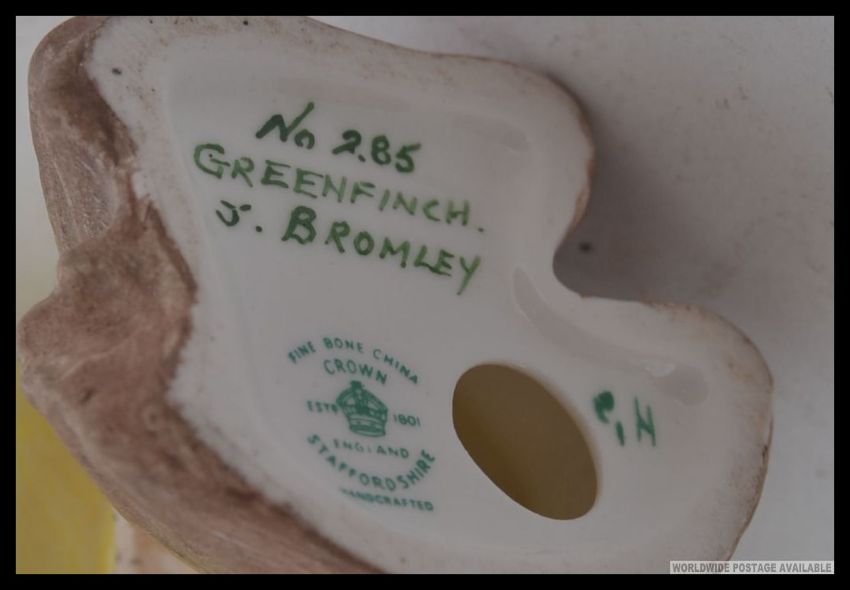 No 285
GREENFINCH.
J. BROMLEY
FINE BONE CHINA
CROWN
ESTD 1801
ENGLAND
STAFFORDSHIRE
HANDCRAFTED
WORLDWIDE POSTAGE AVAILABLE